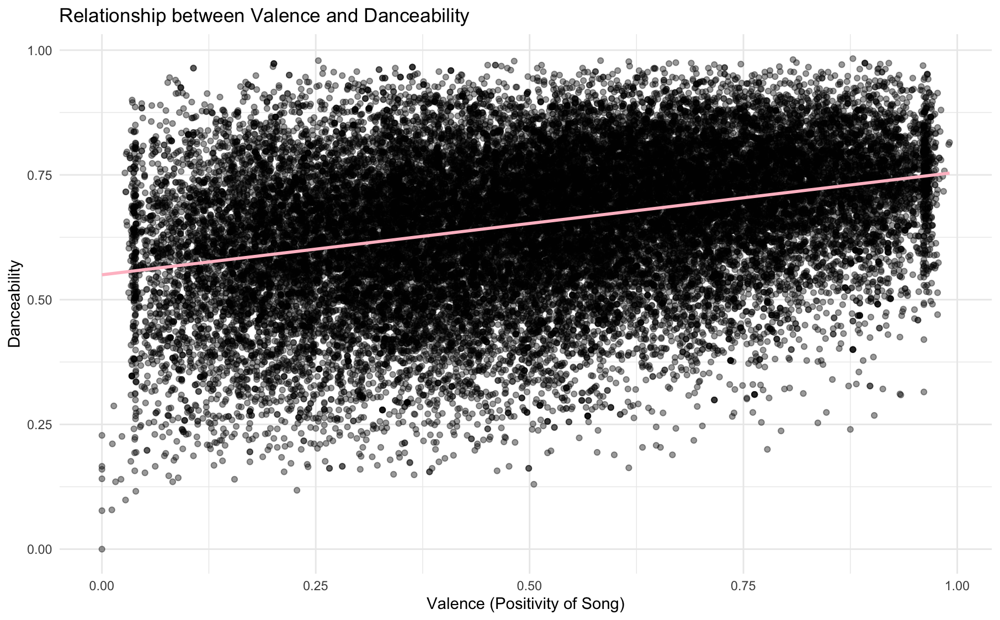 Relationship between Valence and Danceability
1.00
0.75
0.50
0.25
0.00
Danceability
0.00 0.25 0.50 0.75 1.00
Valence (Positivity of Song)